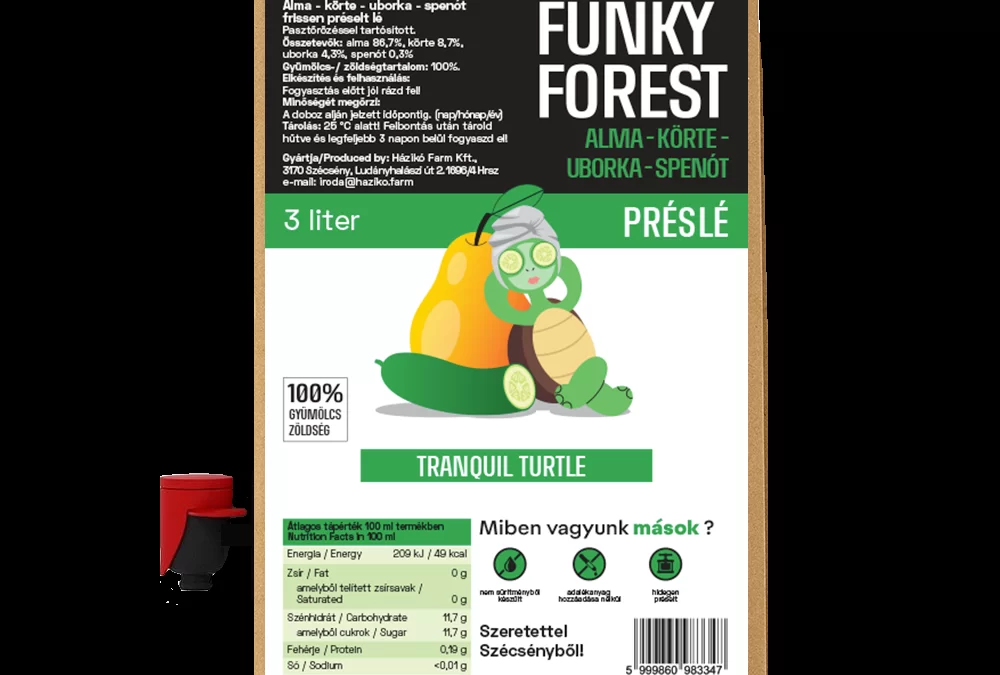 Alma - körte - uborka - spenót
frissen préselt lé
Pasztőrözéssel tartósított.
Összetevők: alma 86,7%, körte 8,7%,
uborka 4,3%, spenót 0,3%
Gyümölcs-/ zöldségtartalom: 100%.
Elkészítés és felhasználás:
Fogyasztás előtt jól rázd fel!
Minőségét megőrzi:
A doboz alján jelzett időpontig. (nap/hónap/év)
Tárolás: 25 °C alatt! Felbontás után tárold
hűtve és legfeljebb 3 napon belül fogyaszd el!
Gyártja/Produced by: Házikó Farm Kft.,
3170 Szécsény, Ludányhalászi út 2. 1696/4 Hrsz
e-mail: iroda@haziko.farm
FUNKY
FOREST
ALMA - KÖRTE -
UBORKA - SPENÓT
3 liter
PRÉSLÉ
100%
GYÜMÖLCS
ZÖLDSÉG
TRANQUIL TURTLE
Átlagos tápérték 100 ml termékben
Nutrition Facts in 100 ml
Energia / Energy 209 kJ / 49 kcal
Zsír / Fat 0 g
amelyből telített zsírsavak /
Saturated 0 g
Szénhidrát / Carbohydrate 11,7 g
amelyből cukrok / Sugar 11,7 g
Fehérje / Protein 0,19 g
Só / Sodium <0,01 g
Miben vagyunk mások ?
nem sűrítményből
készült
adalékanyag
hozzáadása nélkül
hidegen
préselt
Szeretettel
Szécsényből!
5 999860 983347